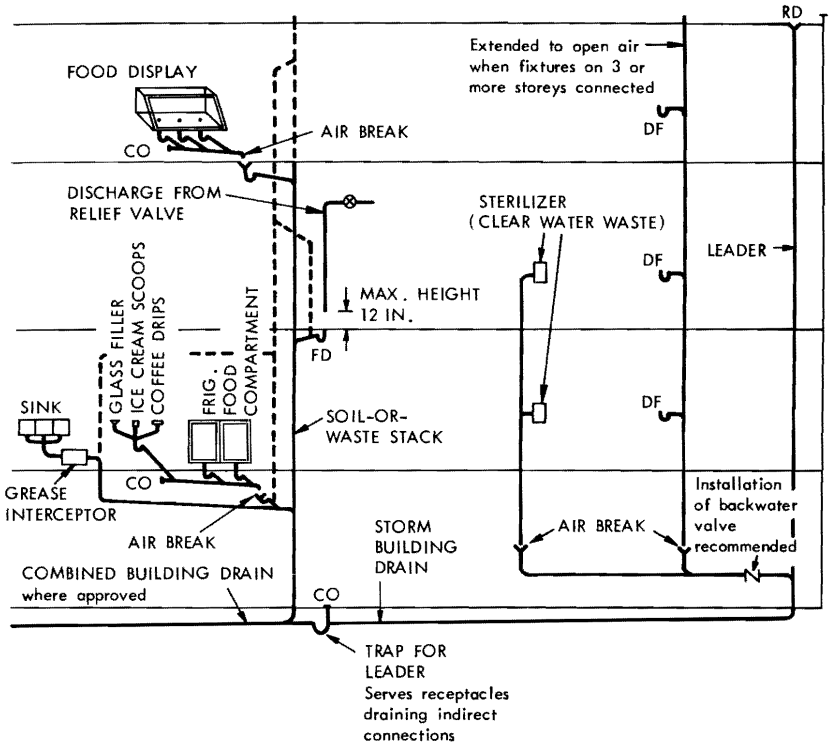 RD
Extended to open air
when fixtures on 3 or
more storeys connected
FOOD DISPLAY
DF
AIR BREAK
CO
DISCHARGE FROM
RELIEF VALVE
STERILIZER
(CLEAR WATER WASTE)
LEADER
DF
MAX. HEIGHT
12 IN.
GLASS FILLER
ICE CREAM SCOOPS
COFFEE DRIPS
FRIG.
FOOD
COMPARTMENT
FD
SINK
DF
SOIL-OR-
WASTE STACK
CO
GREASE
INTERCEPTOR
Installation
of backwater
valve
recommended
AIR BREAK
STORM
BUILDING
DRAIN
AIR BREAK
COMBINED BUILDING DRAIN
where approved
CO
TRAP FOR
LEADER
Serves receptacles
draining indirect
connections